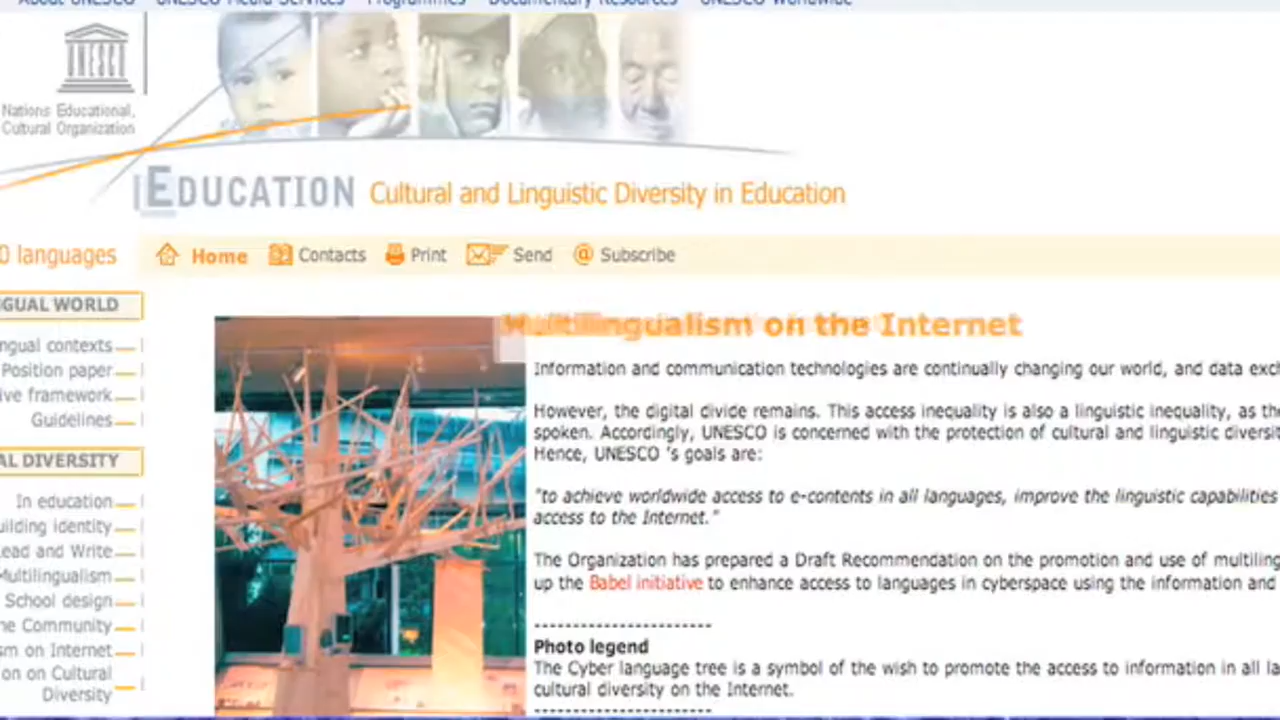 About UNESCO UNESCO Media Services Programmes Documentary Resources UNESCO Worldwide
UNESCO
Nations Educational,
Cultural Organization
EDUCATION Cultural and Linguistic Diversity in Education
0 languages
Home Contacts Print Send Subscribe
GUAL WORLD
ngual contexts
Position paper
ve framework
Guidelines
AL DIVERSITY
In education
uilding identity
ead and Write
Multilingualism
School design
he Community
sm on Internet
on on Cultural
Diversity
Multilingualism on the Internet
Information and communication technologies are continually changing our world, and data exch
However, the digital divide remains. This access inequality is also a linguistic inequality, as the
spoken. Accordingly, UNESCO is concerned with the protection of cultural and linguistic diversit
Hence, UNESCO 's goals are:
"to achieve worldwide access to e-contents in all languages, improve the linguistic capabilities
access to the Internet."
The Organization has prepared a Draft Recommendation on the promotion and use of multiling
up the Babel initiative to enhance access to languages in cyberspace using the information and
----------------------
Photo legend
The Cyber language tree is a symbol of the wish to promote the access to information in all la
cultural diversity on the Internet.
----------------------